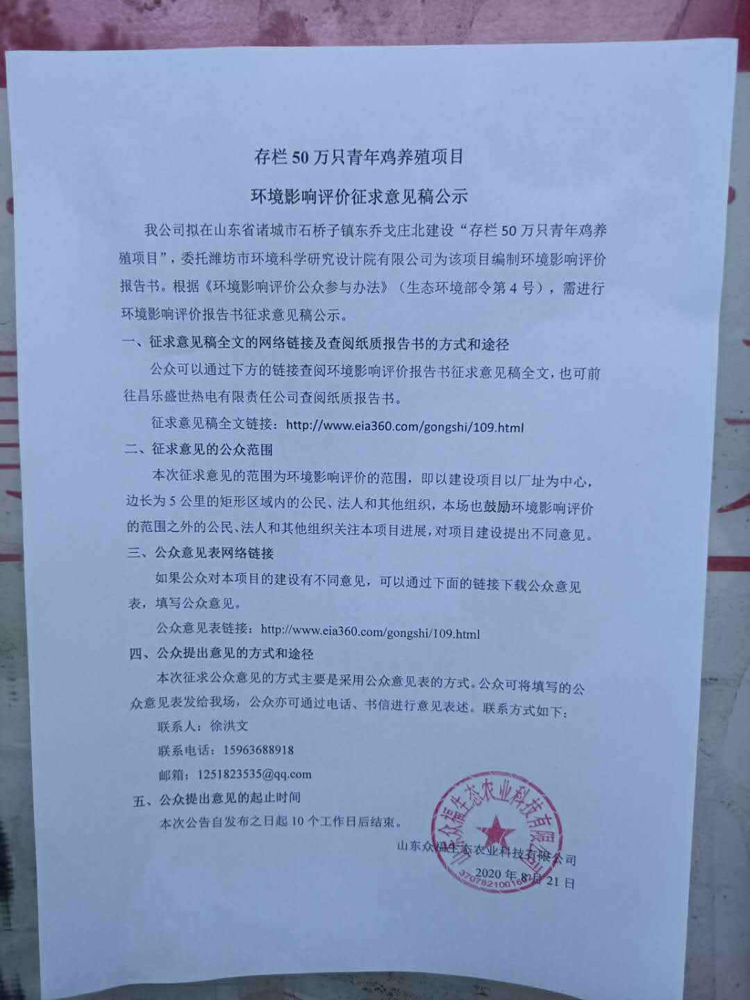 存栏 50 万只青年鸡养殖项目
环境影响评价征求意见稿公示
我公司拟在山东省诸城市石桥子镇东乔戈庄北建设“存栏 50 万只青年鸡养
殖项目”，委托潍坊市环境科学研究设计院有限公司为该项目编制环境影响评价
报告书。根据《环境影响评价公众参与办法》（生态环境部令第 4 号），需进行
环境影响评价报告书征求意见稿公示。
一、征求意见稿全文的网络链接及查阅纸质报告书的方式和途径
公众可以通过下方的链接查阅环境影响评价报告书征求意见稿全文，也可前
往昌乐盛世热电有限责任公司查阅纸质报告书。
征求意见稿全文链接：http://www.eia360.com/gongshi/109.html
二、征求意见的公众范围
本次征求意见的范围为环境影响评价的范围，即以建设项目以厂址为中心，
边长为 5 公里的矩形区域内的公民、法人和其他组织，本场也鼓励环境影响评价
的范围之外的公民、法人和其他组织关注本项目进展，对项目建设提出不同意见。
三、公众意见表网络链接
如果公众对本项目的建设有不同意见，可以通过下面的链接下载公众意见
表，填写公众意见。
公众意见表链接：http://www.eia360.com/gongshi/109.html
四、公众提出意见的方式和途径
本次征求公众意见的方式主要是采用公众意见表的方式。公众可将填写的公
众意见表发给我场，公众亦可通过电话、书信进行意见表述。联系方式如下：
联系人：徐洪文
联系电话：15963688918
邮箱：1251823535@qq.com
五、公众提出意见的起止时间
本次公告自发布之日起 10 个工作日后结束。
山东众福生态农业科技有限公司
2020 年 8 月 21 日
山东众福生态农业科技有限公司